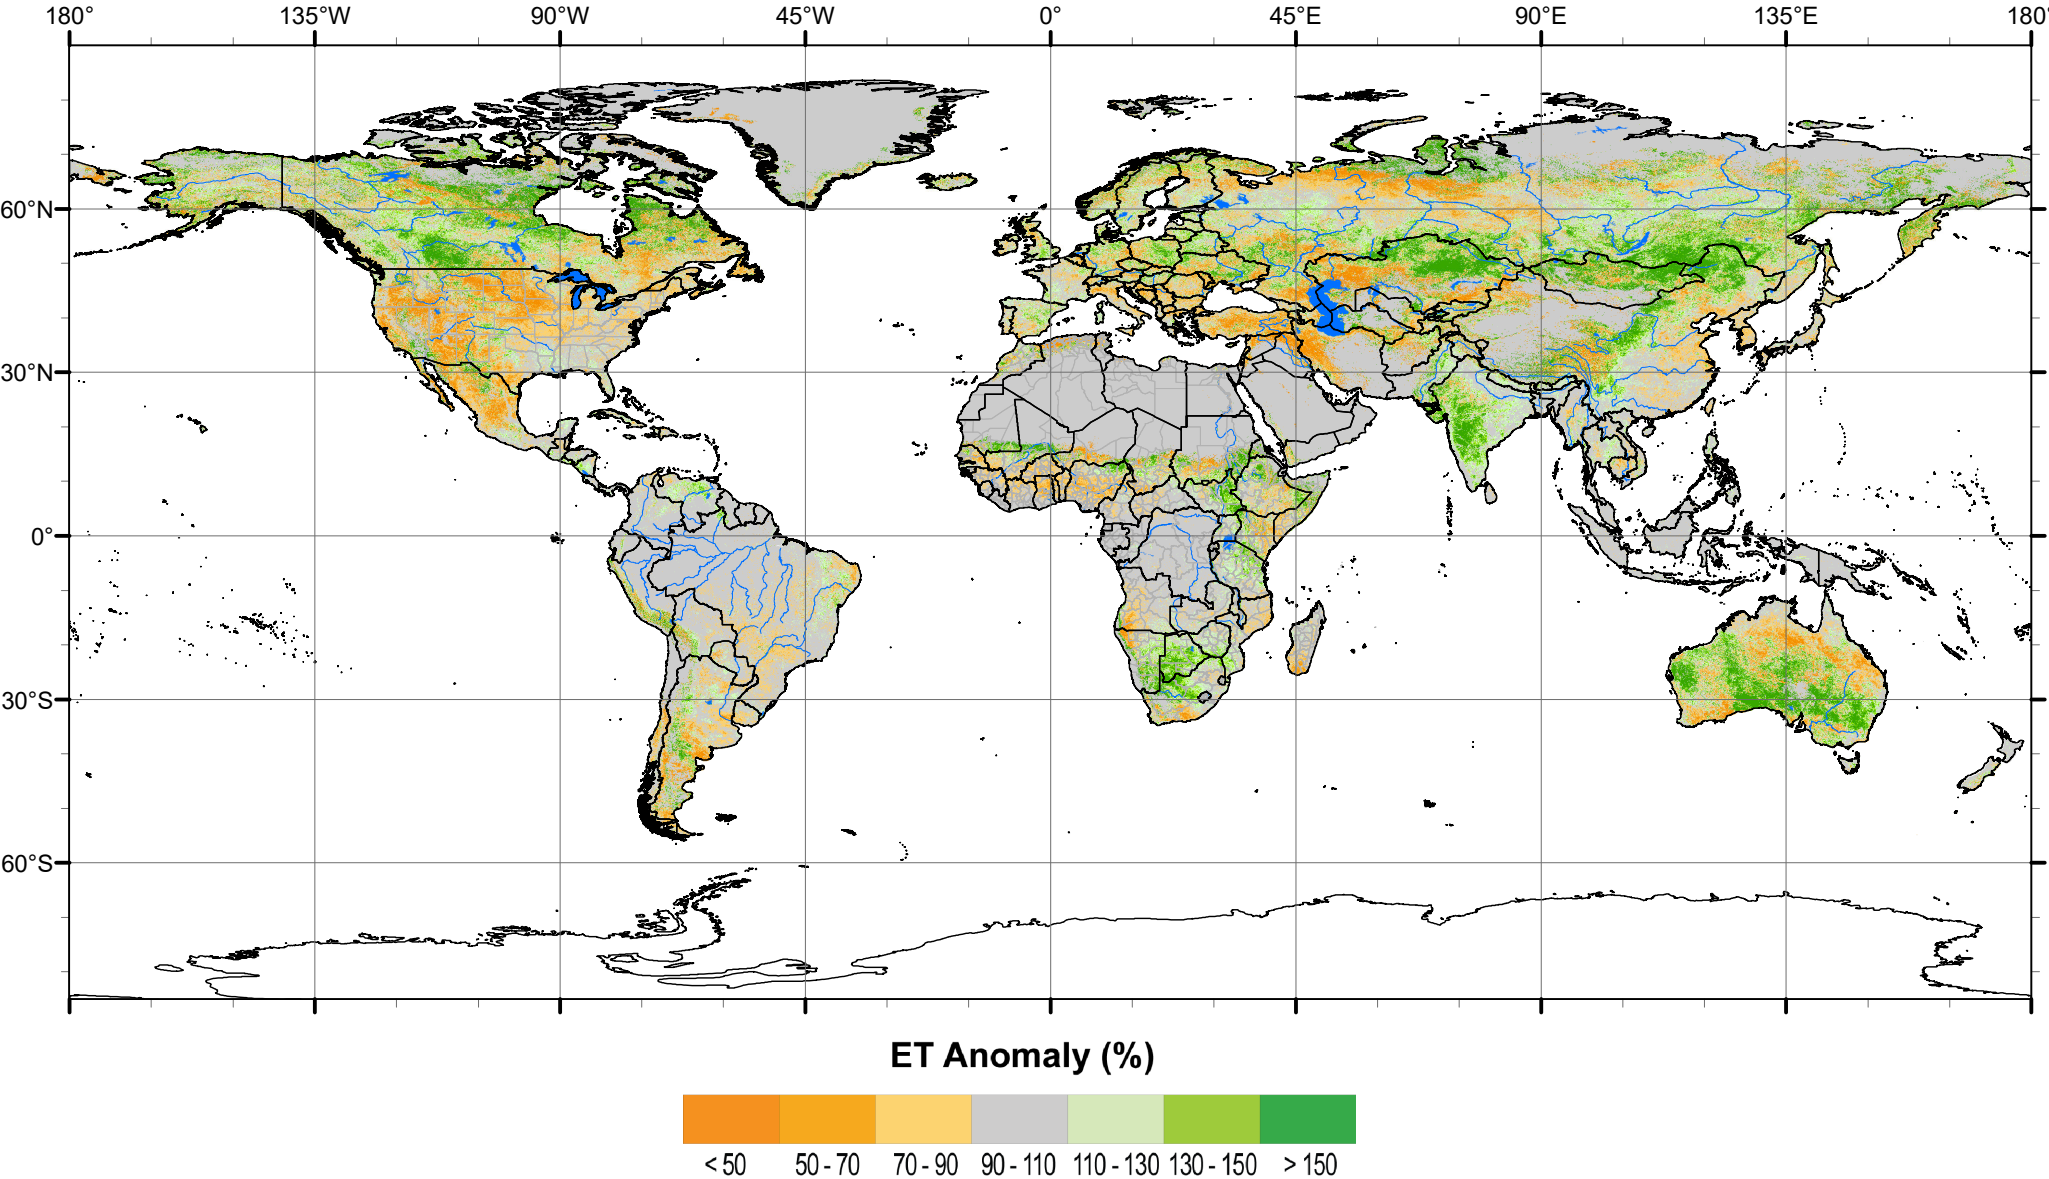 180° 135°W 90°W 45°W 0° 45°E 90°E 135°E 180°
60°N
30°N
0°
30°S
60°S
ET Anomaly (%)
< 50 50 - 70 70 - 90 90 - 110 110 - 130 130 - 150 > 150